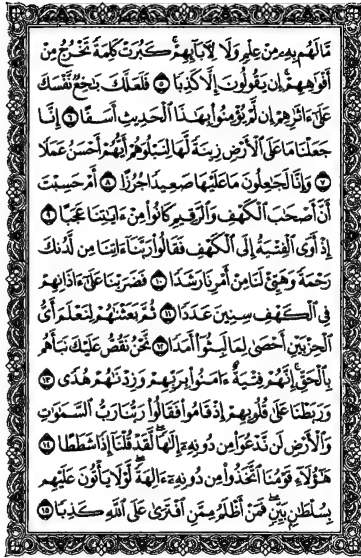 مَّا لَهُم بِهِۦ مِنْ عِلْمٍ وَلَا لِـَٔابَآئِهِمْ ۚ كَبُرَتْ كَلِمَةً تَخْرُجُ مِنْ
أَفْوَٰهِهِمْ ۚ إِن يَقُولُونَ إِلَّا كَذِبًا ٥ فَلَعَلَّكَ بَٰخِعٌ نَّفْسَكَ
عَلَىٰٓ ءَاثَٰرِهِمْ إِن لَّمْ يُؤْمِنُوا۟ بِهَٰذَا ٱلْحَدِيثِ أَسَفًا ٦ إِنَّا
جَعَلْنَا مَا عَلَى ٱلْأَرْضِ زِينَةً لَّهَا لِنَبْلُوَهُمْ أَيُّهُمْ أَحْسَنُ عَمَلًا
٧ وَإِنَّا لَجَٰعِلُونَ مَا عَلَيْهَا صَعِيدًا جُرُزًا ٨ أَمْ حَسِبْتَ
أَنَّ أَصْحَٰبَ ٱلْكَهْفِ وَٱلرَّقِيمِ كَانُوا۟ مِنْ ءَايَٰتِنَا عَجَبًا ٩
إِذْ أَوَى ٱلْفِتْيَةُ إِلَى ٱلْكَهْفِ فَقَالُوا۟ رَبَّنَآ ءَاتِنَا مِن لَّدُنكَ
رَحْمَةً وَهَيِّئْ لَنَا مِنْ أَمْرِنَا رَشَدًا ١٠ فَضَرَبْنَا عَلَىٰٓ ءَاذَانِهِمْ
فِى ٱلْكَهْفِ سِنِينَ عَدَدًا ١١ ثُمَّ بَعَثْنَٰهُمْ لِنَعْلَمَ أَىُّ
ٱلْحِزْبَيْنِ أَحْصَىٰ لِمَا لَبِثُوٓا۟ أَمَدًا ١٢ نَّحْنُ نَقُصُّ عَلَيْكَ نَبَأَهُم
بِٱلْحَقِّ ۚ إِنَّهُمْ فِتْيَةٌ ءَامَنُوا۟ بِرَبِّهِمْ وَزِدْنَٰهُمْ هُدًى ١٣
وَرَبَطْنَا عَلَىٰ قُلُوبِهِمْ إِذْ قَامُوا۟ فَقَالُوا۟ رَبُّنَا رَبُّ ٱلسَّمَٰوَٰتِ
وَٱلْأَرْضِ لَن نَّدْعُوَا۟ مِن دُونِهِۦٓ إِلَٰهًا ۖ لَّقَدْ قُلْنَآ إِذًا شَطَطًا ١٤
هَٰٓؤُلَآءِ قَوْمُنَا ٱتَّخَذُوا۟ مِن دُونِهِۦٓ ءَالِهَةً ۖ لَّوْلَا يَأْتُونَ عَلَيْهِم
بِسُلْطَٰنٍۭ بَيِّنٍ ۖ فَمَنْ أَظْلَمُ مِمَّنِ ٱفْتَرَىٰ عَلَى ٱللَّهِ كَذِبًا ١٥